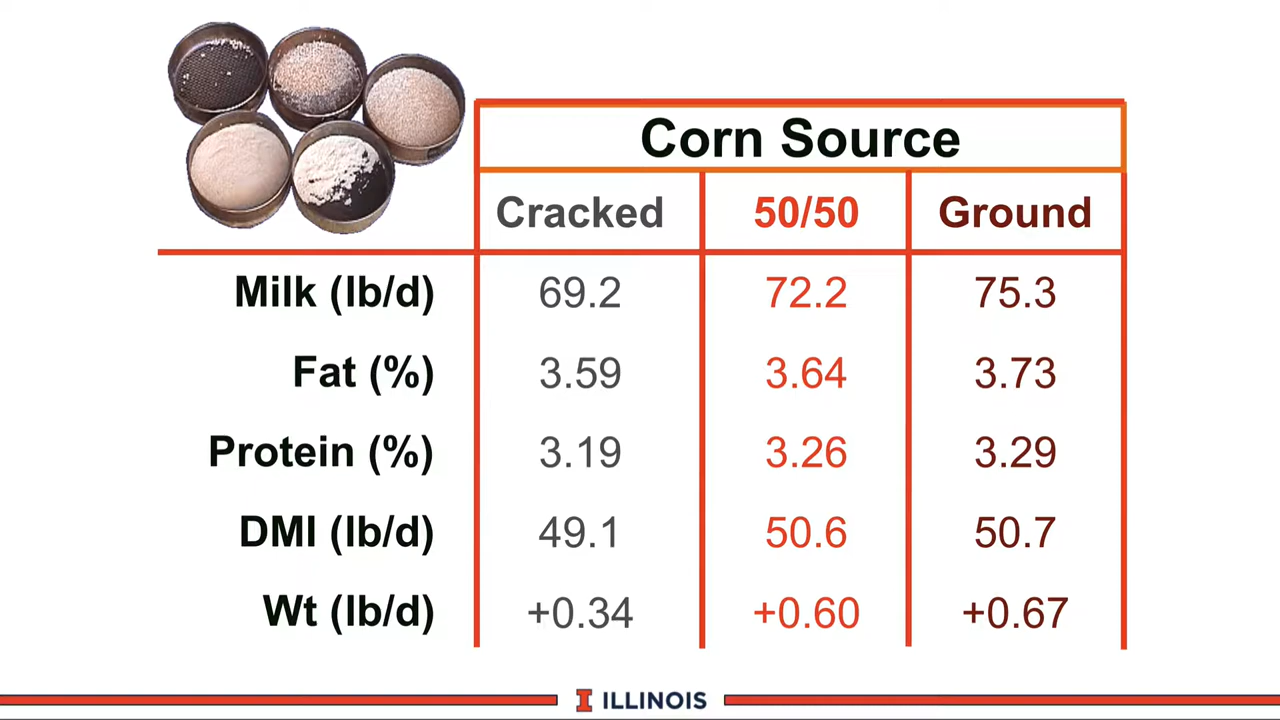 Corn Source
Cracked 50/50 Ground
Milk (lb/d) 69.2 72.2 75.3
Fat (%) 3.59 3.64 3.73
Protein (%) 3.19 3.26 3.29
DMI (lb/d) 49.1 50.6 50.7
Wt (lb/d) +0.34 +0.60 +0.67
I ILLINOIS